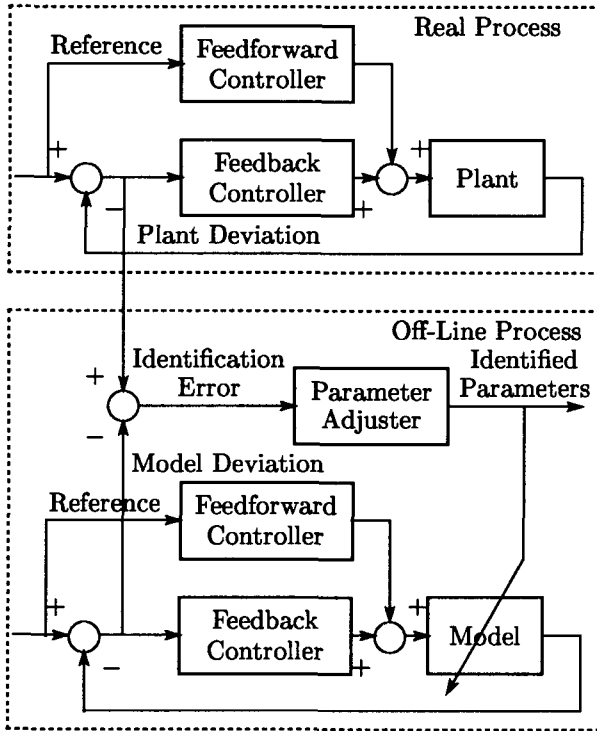 Real Process
Reference
Feedforward
Controller
+
+
Feedback
Controller
Plant
−
+
Plant Deviation
Off-Line Process
Identification
Error
Identified
Parameters
+
Parameter
Adjuster
−
Model Deviation
Reference
Feedforward
Controller
+
+
Feedback
Controller
Model
−
+